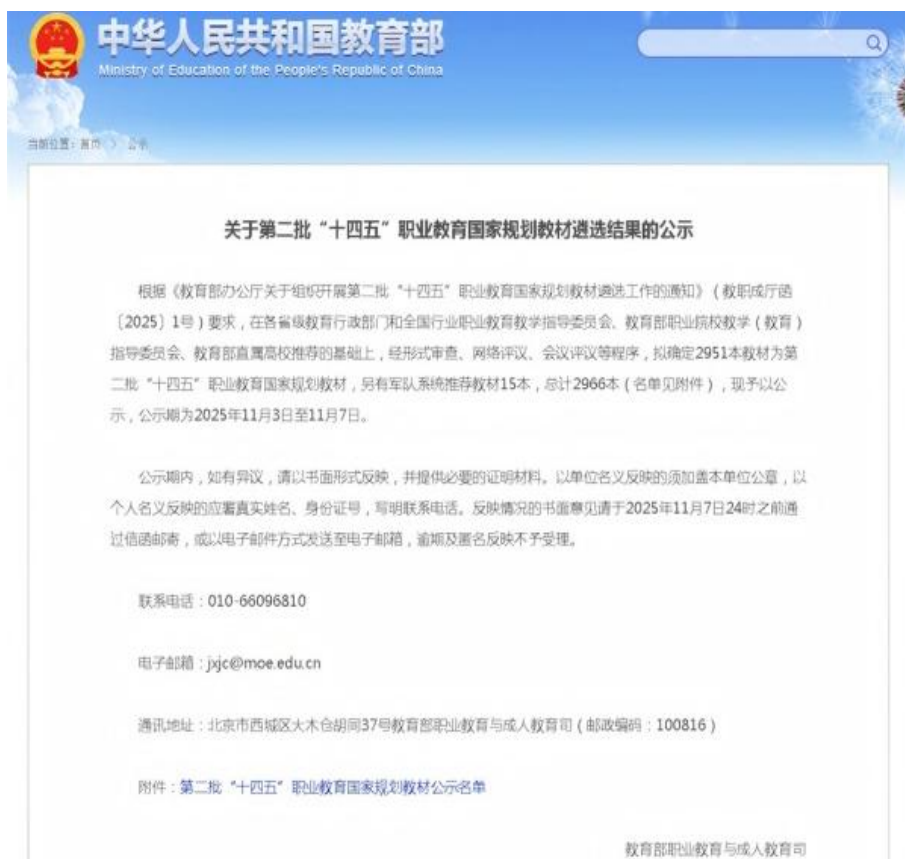 中华人民共和国教育部
Ministry of Education of the People's Republic of China
当前位置：首页 > 公示
关于第二批“十四五”职业教育国家规划教材遴选结果的公示
根据《教育部办公厅关于组织开展第二批“十四五”职业教育国家规划教材遴选工作的通知》（教职成厅函
〔2025〕1号）要求，在各省级教育行政部门和全国行业职业教育教学指导委员会、教育部职业院校教学（教育）
指导委员会、教育部直属高校推荐的基础上，经形式审查、网络评议、会议评议等程序，拟确定2951本教材为第
二批“十四五”职业教育国家规划教材，另有军队系统推荐教材15本，总计2966本（名单见附件），现予以公
示，公示期为2025年11月3日至11月7日。
公示期内，如有异议，请以书面形式反映，并提供必要的证明材料。以单位名义反映的须加盖本单位公章，以
个人名义反映的应署真实姓名、身份证号，写明联系电话。反映情况的书面意见请于2025年11月7日24时之前通
过信函邮寄，或以电子邮件方式发送至电子邮箱，逾期及匿名反映不予受理。
联系电话：010-66096810
电子邮箱：jxjc@moe.edu.cn
通讯地址：北京市西城区大木仓胡同37号教育部职业教育与成人教育司（邮政编码：100816）
附件：第二批“十四五”职业教育国家规划教材公示名单
教育部职业教育与成人教育司